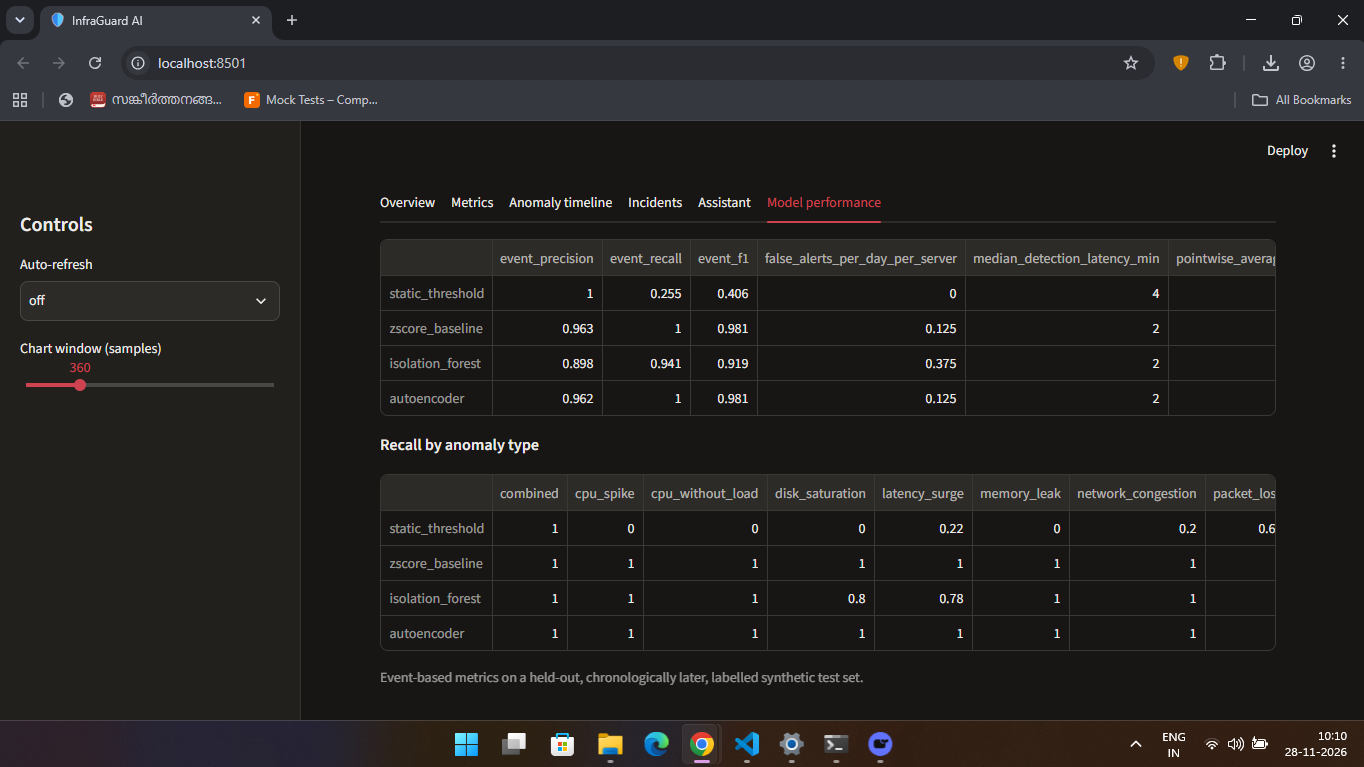 InfraGuard AI
localhost:8501
സങ്കീർത്തനങ്ങ... Mock Tests – Comp... All Bookmarks
Deploy
Controls
Auto-refresh
off
Chart window (samples)
360
Overview Metrics Anomaly timeline Incidents Assistant Model performance
event_precision event_recall event_f1 false_alerts_per_day_per_server median_detection_latency_min pointwise_averag
static_threshold 1 0.255 0.406 0 4
zscore_baseline 0.963 1 0.981 0.125 2
isolation_forest 0.898 0.941 0.919 0.375 2
autoencoder 0.962 1 0.981 0.125 2
Recall by anomaly type
combined cpu_spike cpu_without_load disk_saturation latency_surge memory_leak network_congestion packet_los
static_threshold 1 0 0 0 0.22 0 0.2 0.6
zscore_baseline 1 1 1 1 1 1 1
isolation_forest 1 1 1 0.8 0.78 1 1
autoencoder 1 1 1 1 1 1 1
Event-based metrics on a held-out, chronologically later, labelled synthetic test set.
ENG
IN
10:10
28-11-2026